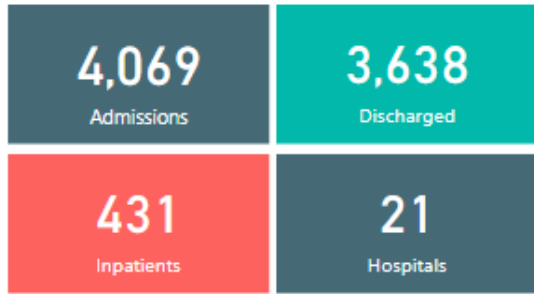 4,069
Admissions
3,638
Discharged
431
Inpatients
21
Hospitals